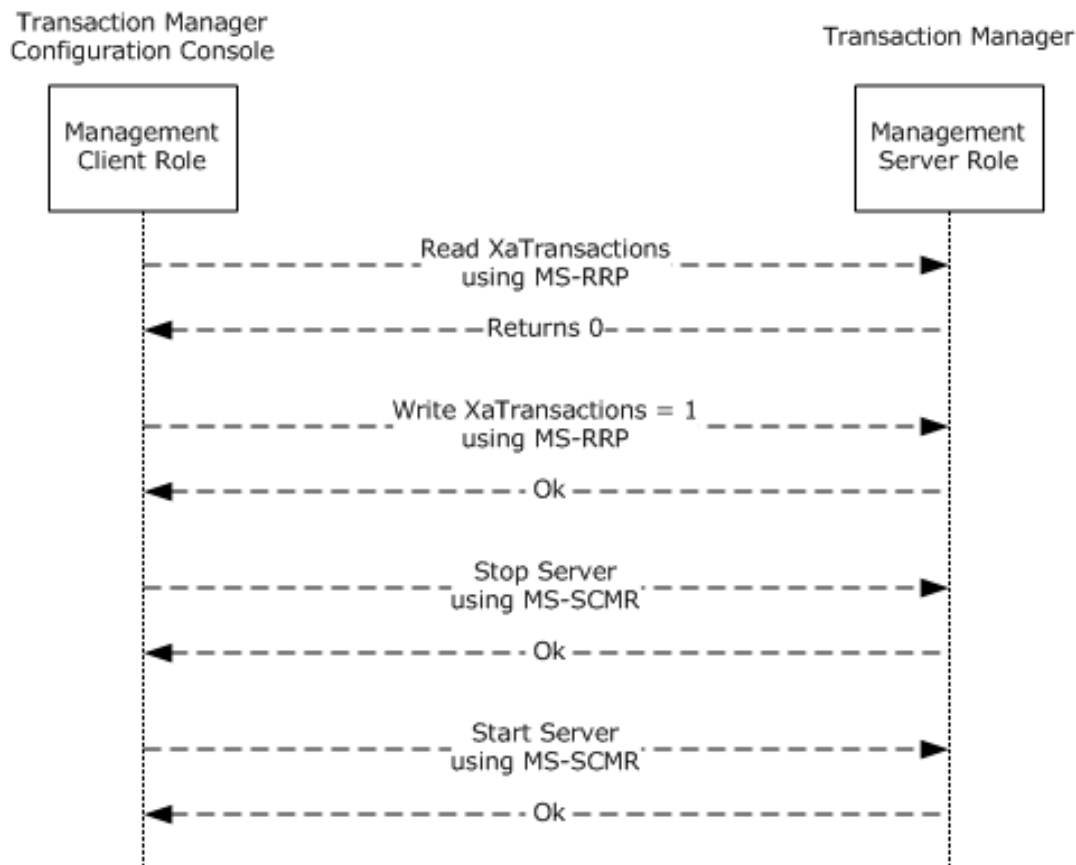 Transaction Manager
Configuration Console
Transaction Manager
Management
Client Role
Management
Server Role
Read XaTransactions
using MS-RRP
Returns 0
Write XaTransactions = 1
using MS-RRP
Ok
Stop Server
using MS-SCMR
Ok
Start Server
using MS-SCMR
Ok